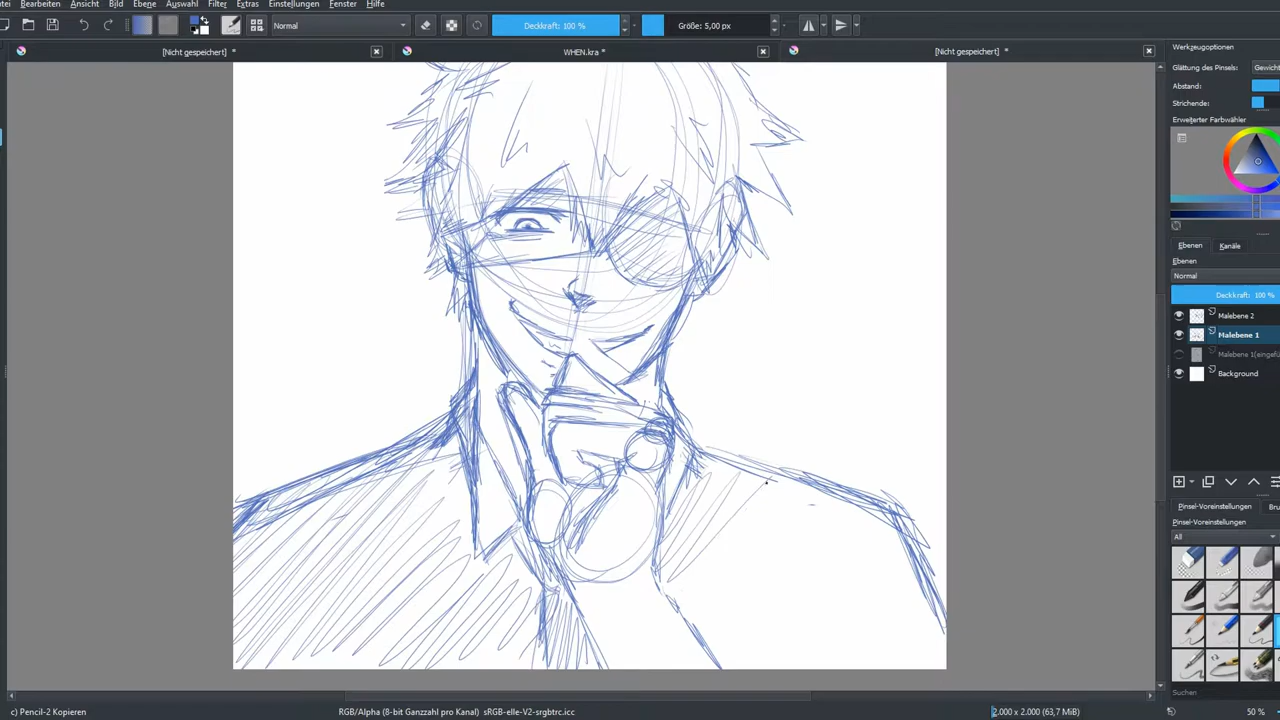 Bearbeiten Ansicht Bild Ebene Auswahl Filter Extras Einstellungen Fenster Hilfe
Normal Deckkraft: 100 % Größe: 5,00 px
[Nicht gespeichert] * WHEN.kra * [Nicht gespeichert] *
Werkzeugoptionen
Glättung des Pinsels: Gewicht
Abstand:
Strichende:
Erweiterter Farbwähler
Ebenen Kanäle
Ebenen
Normal
Deckkraft: 100 %
Malebene 2
Malebene 1
Malebene 1(eingefü
Background
Pinsel-Voreinstellungen
Pinsel-Voreinstellungen
All
Suchen
c) Pencil-2 Kopieren RGB/Alpha (8-bit Ganzzahl pro Kanal) sRGB-elle-V2-srgbtrc.icc 2.000 x 2.000 (63,7 MiB) 50 %